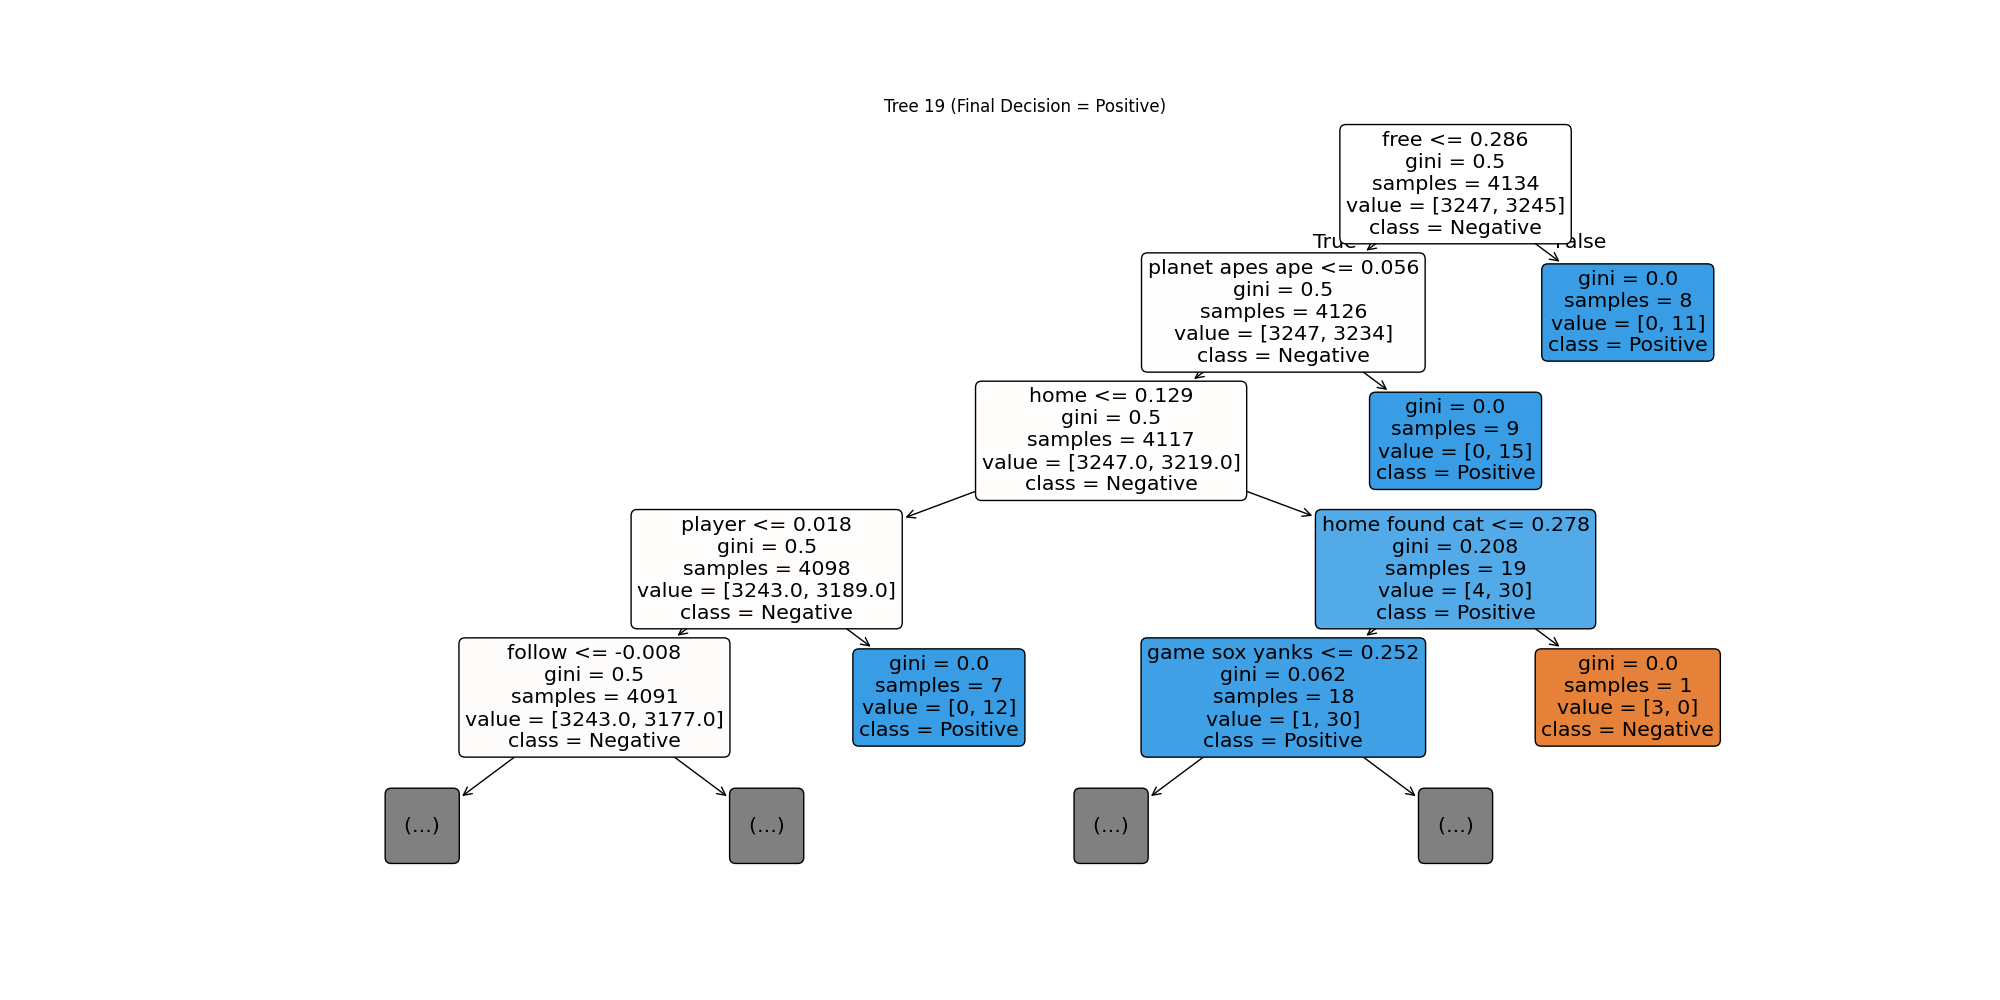 Tree 19 (Final Decision = Positive)
free <= 0.286
gini = 0.5
samples = 4134
value = [3247, 3245]
class = Negative
True
False
planet apes ape <= 0.056
gini = 0.5
samples = 4126
value = [3247, 3234]
class = Negative
gini = 0.0
samples = 8
value = [0, 11]
class = Positive
home <= 0.129
gini = 0.5
samples = 4117
value = [3247.0, 3219.0]
class = Negative
gini = 0.0
samples = 9
value = [0, 15]
class = Positive
player <= 0.018
gini = 0.5
samples = 4098
value = [3243.0, 3189.0]
class = Negative
home found cat <= 0.278
gini = 0.208
samples = 19
value = [4, 30]
class = Positive
follow <= -0.008
gini = 0.5
samples = 4091
value = [3243.0, 3177.0]
class = Negative
gini = 0.0
samples = 7
value = [0, 12]
class = Positive
game sox yanks <= 0.252
gini = 0.062
samples = 18
value = [1, 30]
class = Positive
gini = 0.0
samples = 1
value = [3, 0]
class = Negative
(...)
(...)
(...)
(...)